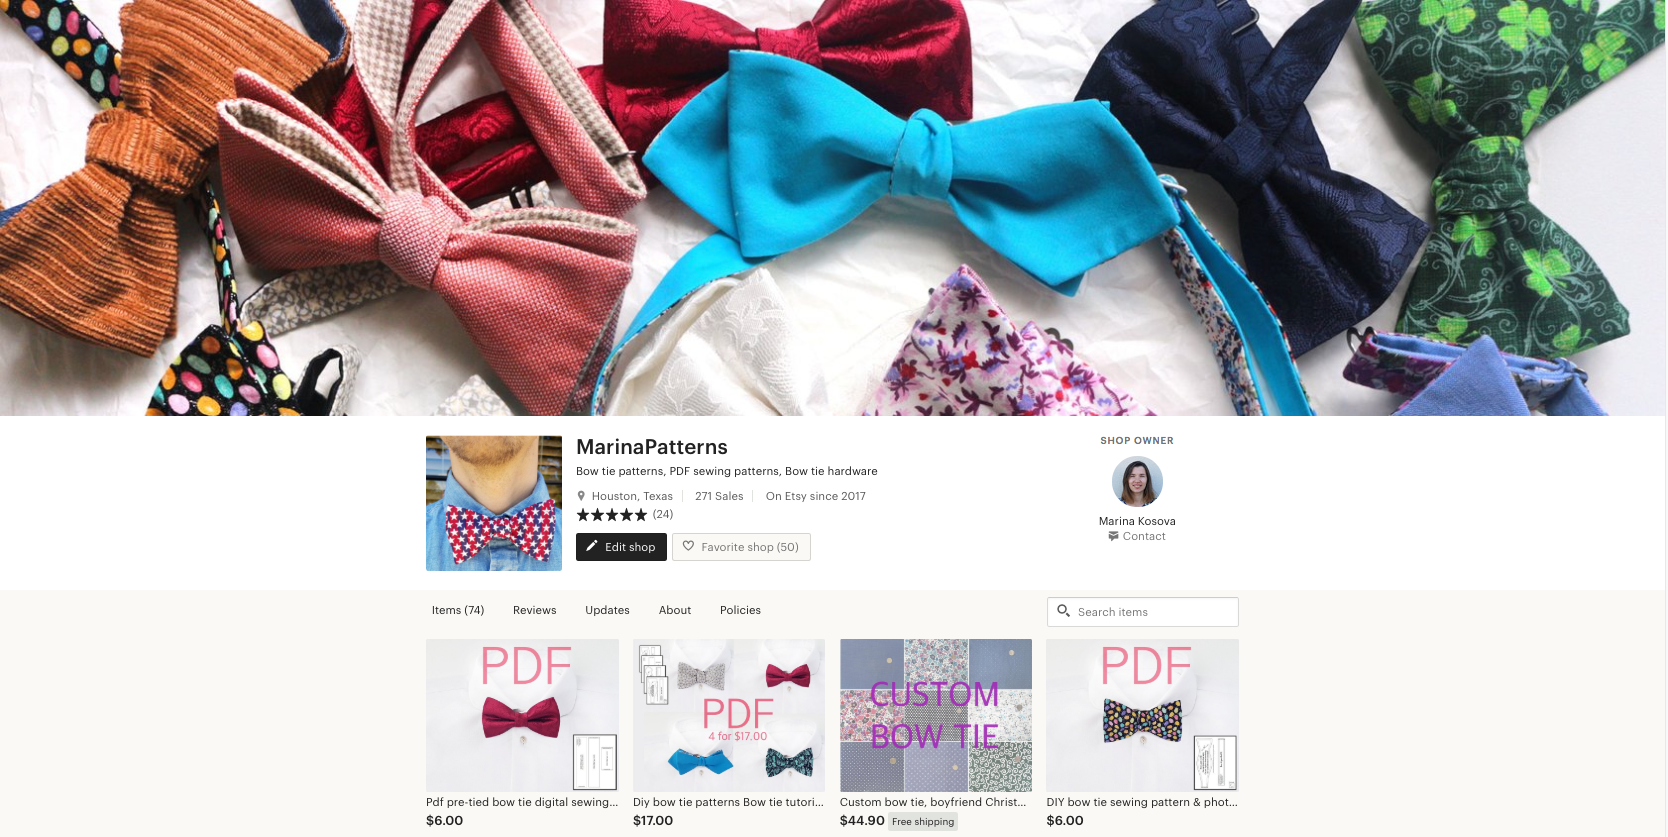 MarinaPatterns
Bow tie patterns, PDF sewing patterns, Bow tie hardware
Houston, Texas 271 Sales On Etsy since 2017
(24)
Edit shop Favorite shop (50)
SHOP OWNER
Marina Kosova
Contact
Items (74) Reviews Updates About Policies
Search items
PDF
Pdf pre-tied bow tie digital sewing...
$6.00
PDF
4 for $17.00
Diy bow tie patterns Bow tie tutori...
$17.00
CUSTOM
BOW TIE
Custom bow tie, boyfriend Christ...
$44.90 Free shipping
PDF
DIY bow tie sewing pattern & phot...
$6.00